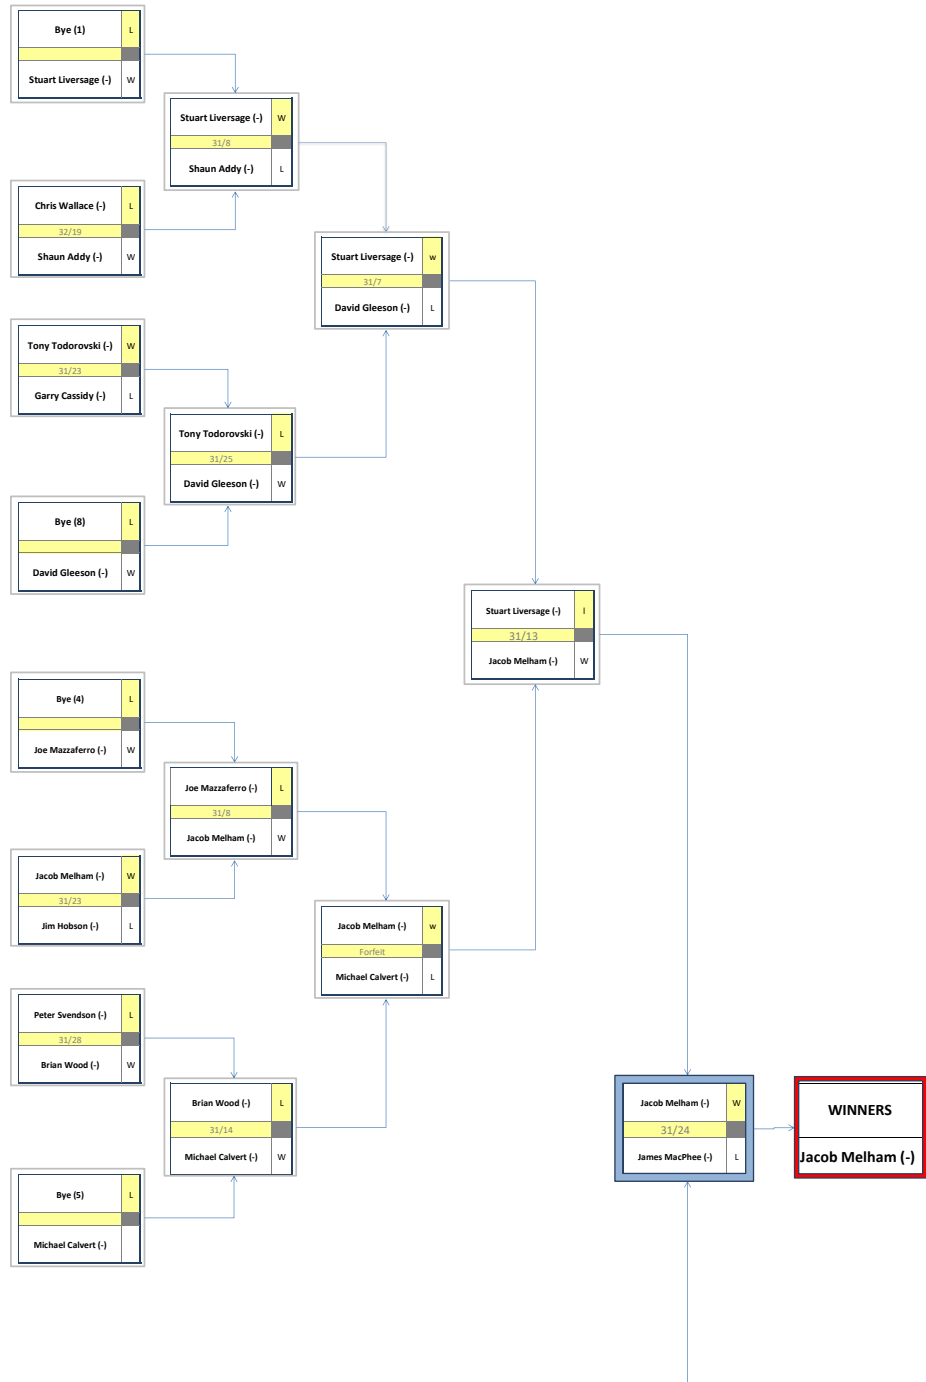 Bye (1) L
Stuart Liversage (-) W
Stuart Liversage (-) W
31/8
Shaun Addy (-) L
Chris Wallace (-) L
32/19
Shaun Addy (-) W
Stuart Liversage (-) w
31/7
David Gleeson (-) L
Tony Todorovski (-) W
31/23
Garry Cassidy (-) L
Tony Todorovski (-) L
31/25
David Gleeson (-) W
Bye (8) L
David Gleeson (-) W
Stuart Liversage (-) l
31/13
Jacob Melham (-) W
Bye (4) L
Joe Mazzaferro (-) W
Joe Mazzaferro (-) L
31/8
Jacob Melham (-) W
Jacob Melham (-) W
31/23
Jim Hobson (-) L
Jacob Melham (-) w
Forfeit
Michael Calvert (-) L
Peter Svendson (-) L
31/28
Brian Wood (-) W
Brian Wood (-) L
31/14
Michael Calvert (-) W
Bye (5) L
Michael Calvert (-)
Jacob Melham (-) W
31/24
James MacPhee (-) L
WINNERS
Jacob Melham (-)